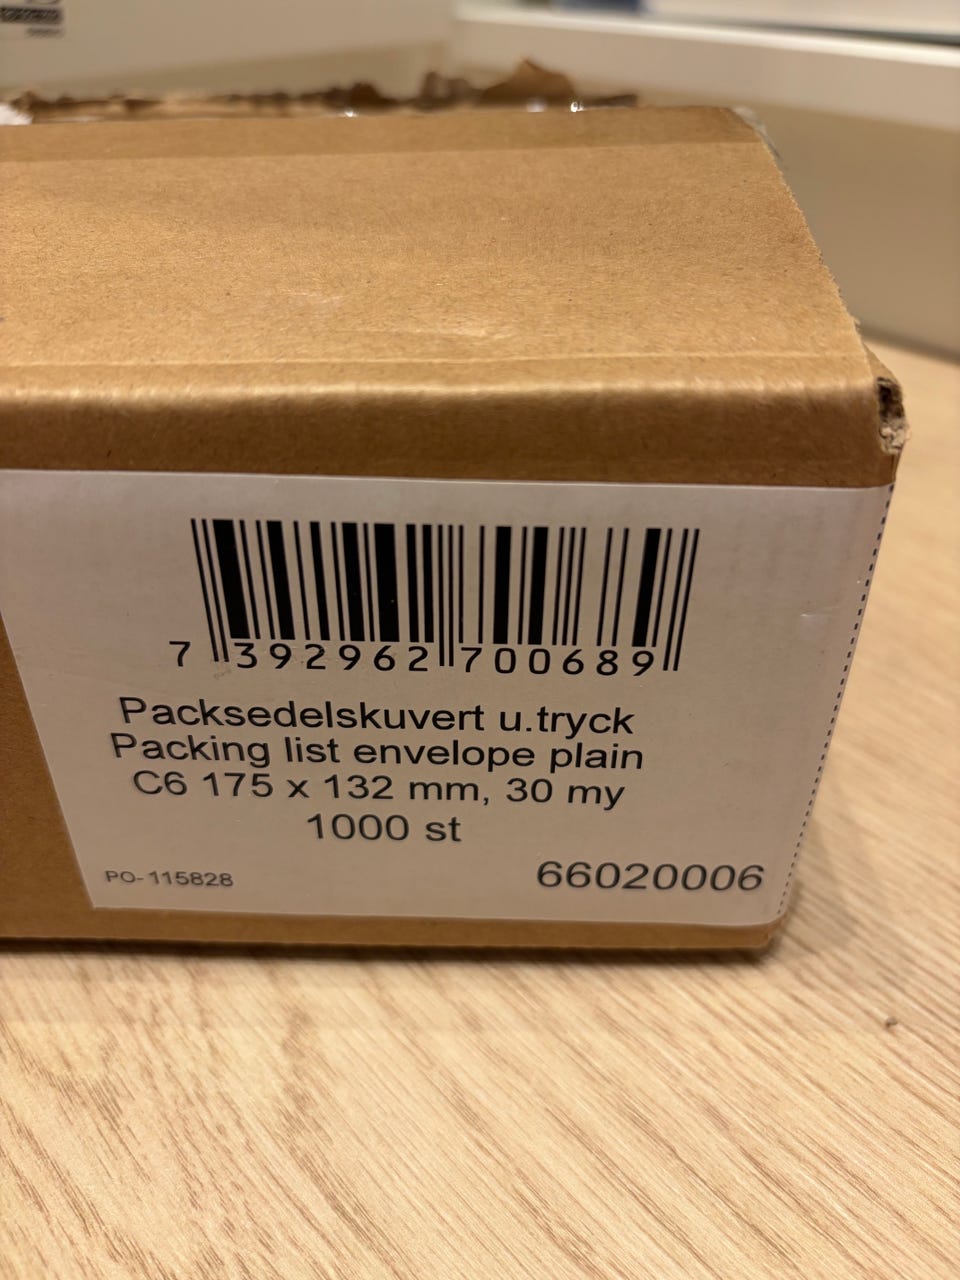 7 392962 700689
Packsedelskuvert u.tryck
Packing list envelope plain
C6 175 x 132 mm, 30 my
1000 st
PO-115828 66020006